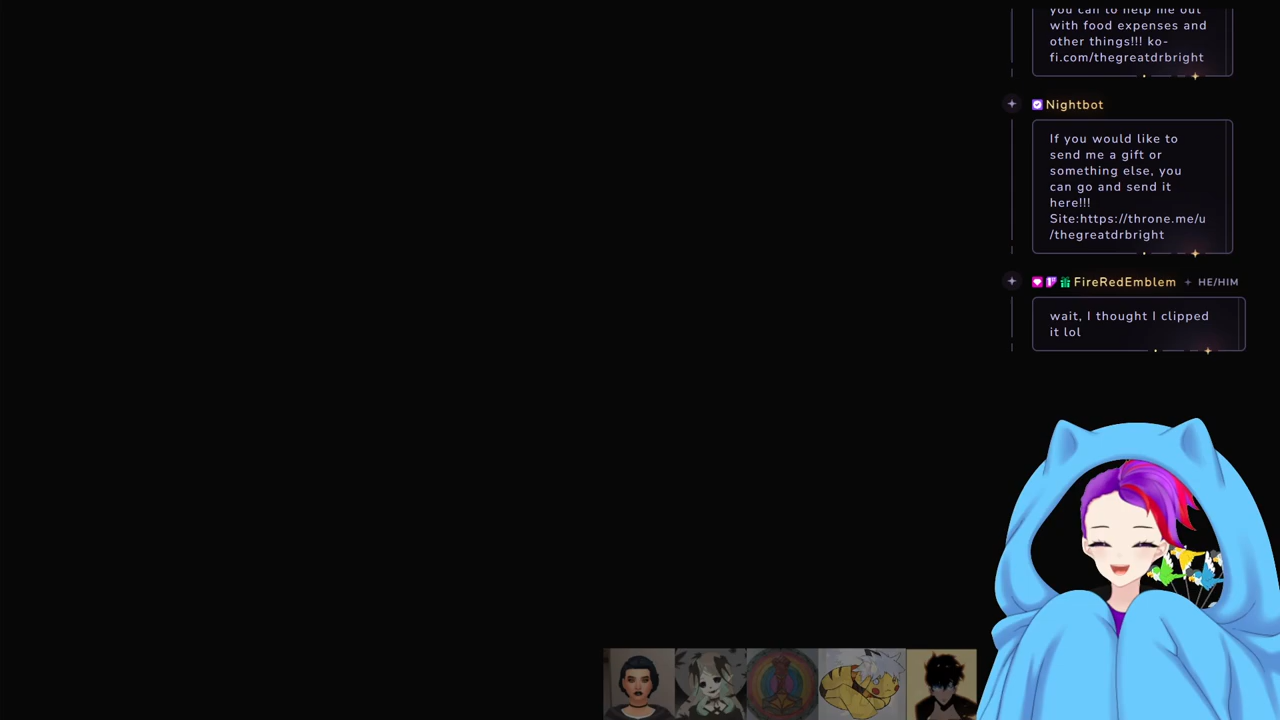 you can to help me out
with food expenses and
other things!!! ko-
fi.com/thegreatdrbright
Nightbot
If you would like to
send me a gift or
something else, you
can go and send it
here!!!
Site:https://throne.me/u
/thegreatdrbright
FireRedEmblem HE/HIM
wait, I thought I clipped
it lol